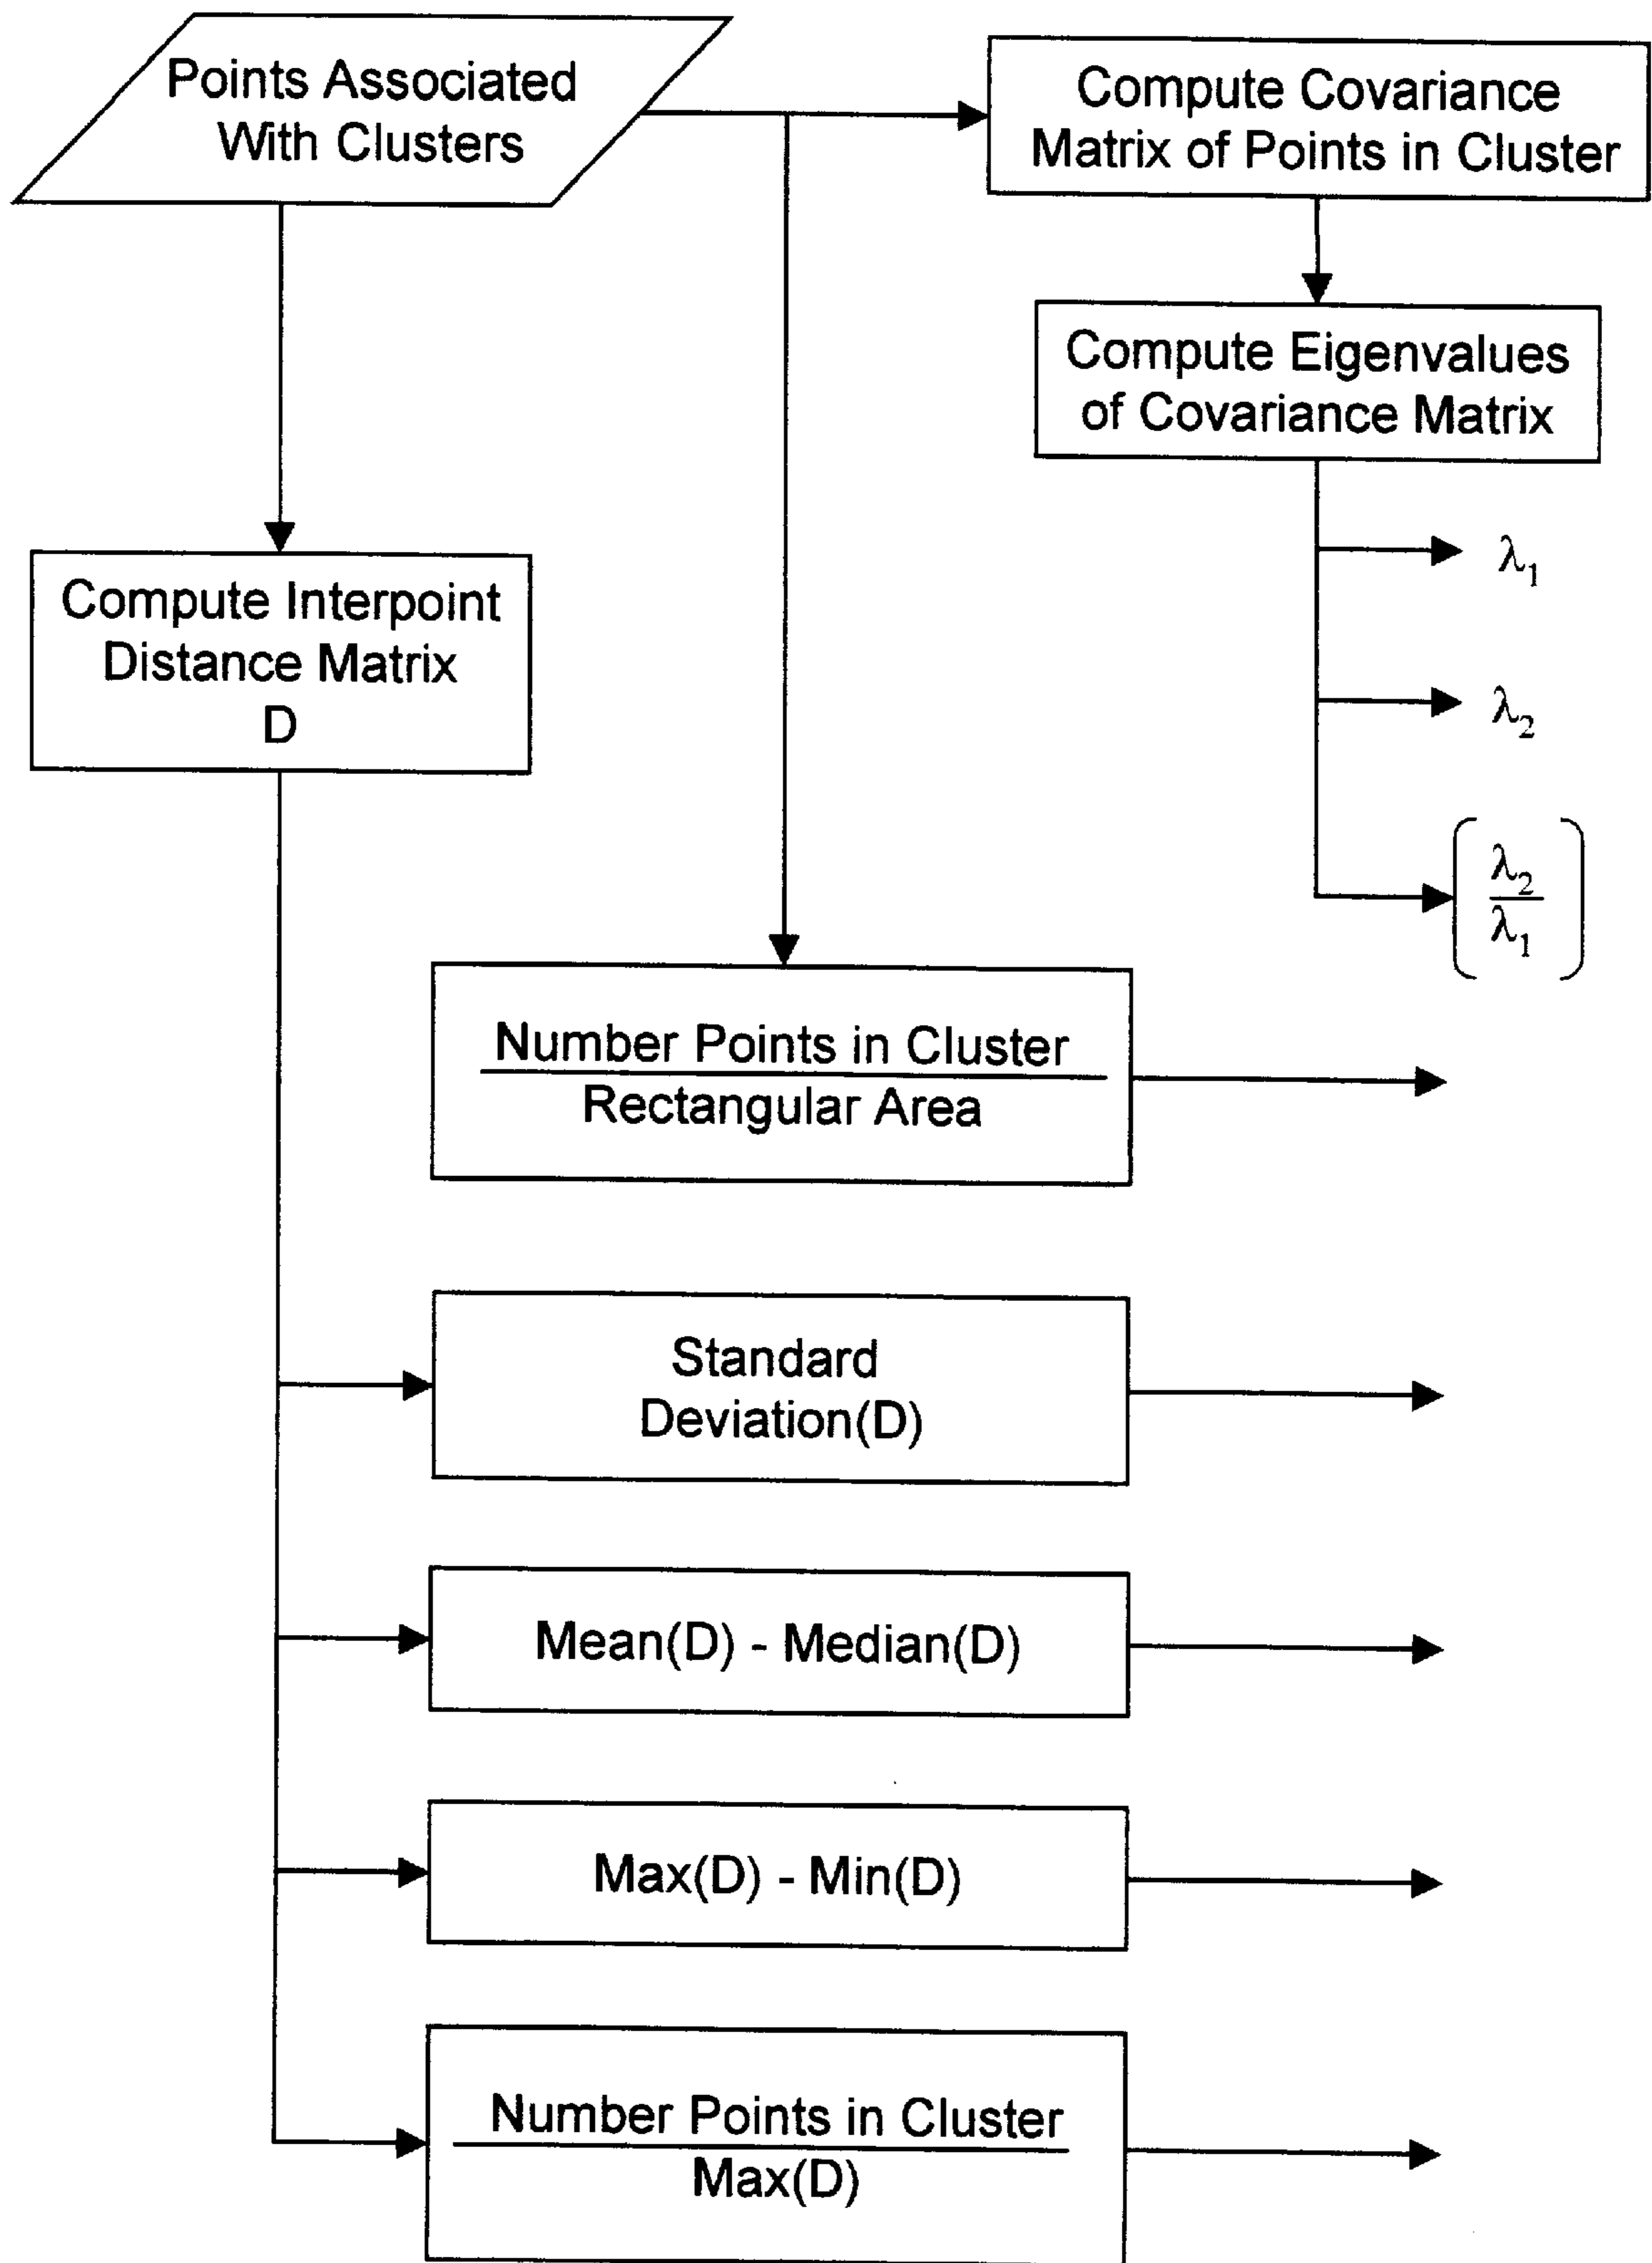 Points Associated
With Clusters
Compute Covariance
Matrix of Points in Cluster
Compute Eigenvalues
of Covariance Matrix
λ1
λ2
λ2
λ1
Compute Interpoint
Distance Matrix
D
Number Points in Cluster
Rectangular Area
Standard
Deviation(D)
Mean(D) - Median(D)
Max(D) - Min(D)
Number Points in Cluster
Max(D)